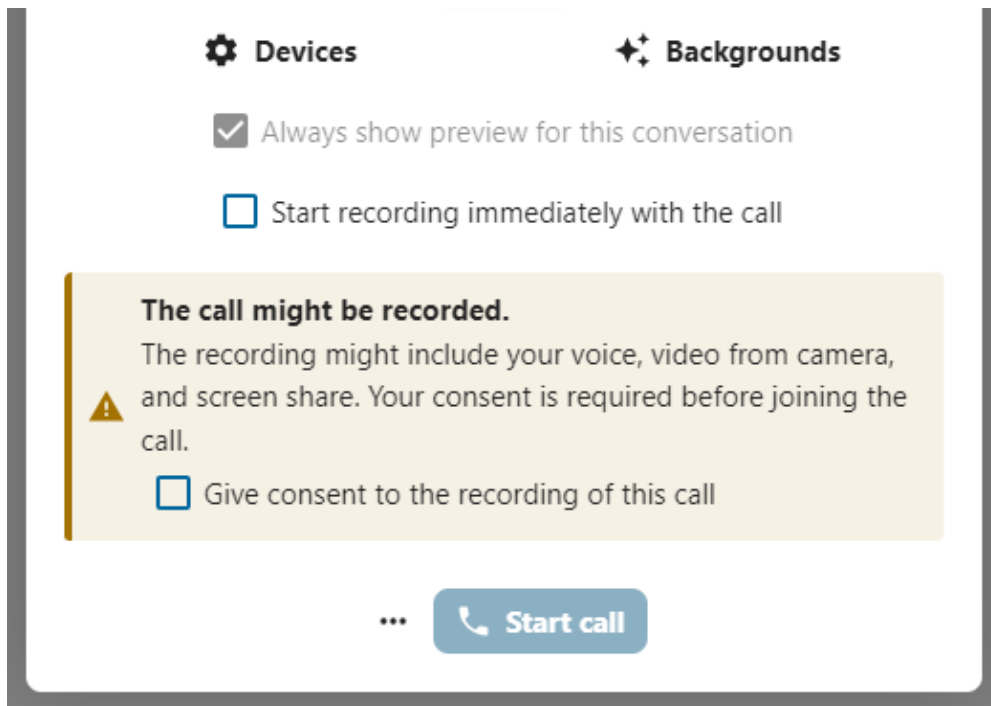 Devices
Backgrounds
Always show preview for this conversation
Start recording immediately with the call
The call might be recorded.
The recording might include your voice, video from camera,
and screen share. Your consent is required before joining the
call.
Give consent to the recording of this call
Start call